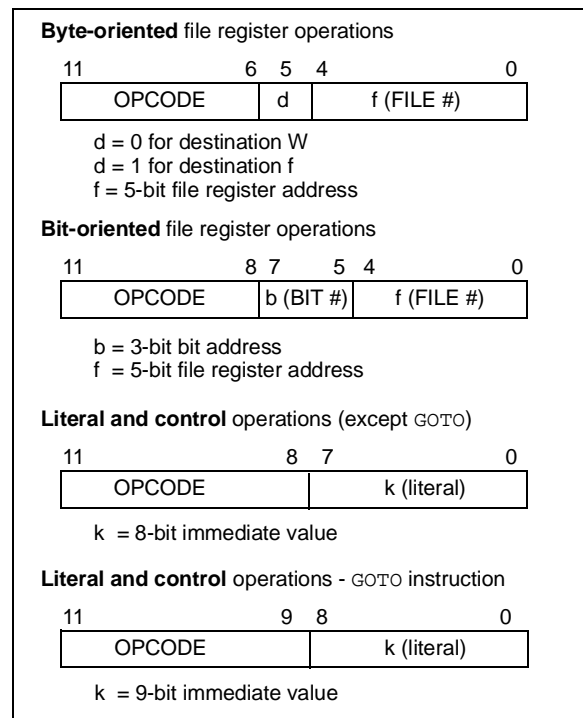 Byte-oriented file register operations
11 6 5 4 0
OPCODE d f (FILE #)
d = 0 for destination W
d = 1 for destination f
f = 5-bit file register address
Bit-oriented file register operations
11 8 7 5 4 0
OPCODE b (BIT #) f (FILE #)
b = 3-bit bit address
f = 5-bit file register address
Literal and control operations (except GOTO)
11 8 7 0
OPCODE k (literal)
k = 8-bit immediate value
Literal and control operations - GOTO instruction
11 9 8 0
OPCODE k (literal)
k = 9-bit immediate value